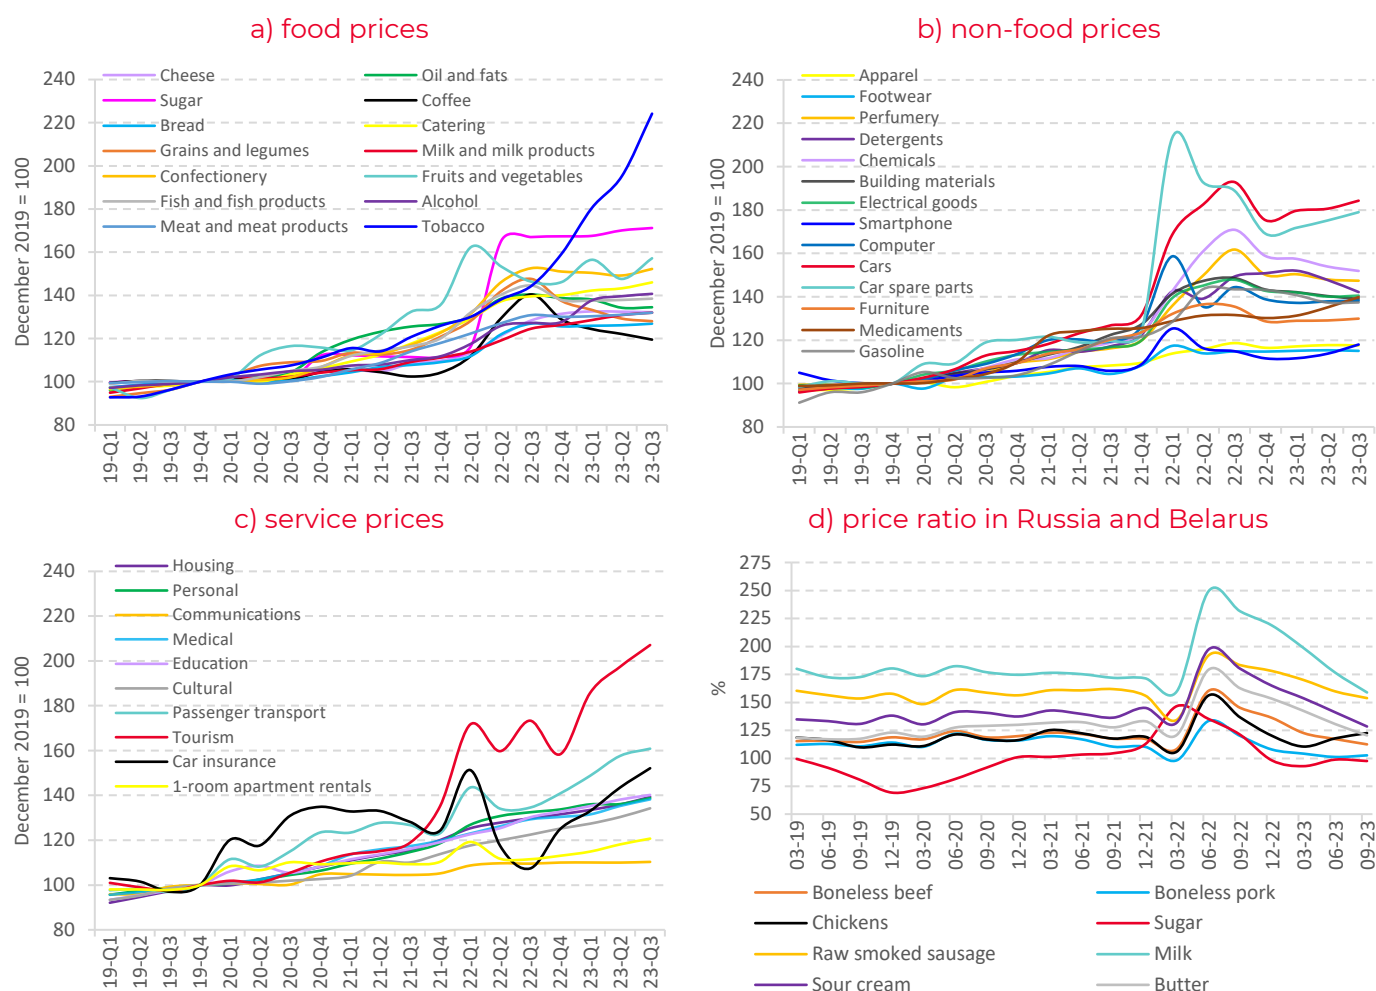 a) food prices
December 2019 = 100
240
220
200
180
160
140
120
100
80
Cheese
Oil and fats
Sugar
Coffee
Bread
Catering
Grains and legumes
Milk and milk products
Confectionery
Fruits and vegetables
Fish and fish products
Alcohol
Meat and meat products
Tobacco
19-Q1
19-Q2
19-Q3
19-Q4
20-Q1
20-Q2
20-Q3
20-Q4
21-Q1
21-Q2
21-Q3
21-Q4
22-Q1
22-Q2
22-Q3
22-Q4
23-Q1
23-Q2
23-Q3
b) non-food prices
December 2019 = 100
240
220
200
180
160
140
120
100
80
Apparel
Footwear
Perfumery
Detergents
Chemicals
Building materials
Electrical goods
Smartphone
Computer
Cars
Car spare parts
Furniture
Medicaments
Gasoline
19-Q1
19-Q2
19-Q3
19-Q4
20-Q1
20-Q2
20-Q3
20-Q4
21-Q1
21-Q2
21-Q3
21-Q4
22-Q1
22-Q2
22-Q3
22-Q4
23-Q1
23-Q2
23-Q3
c) service prices
December 2019 = 100
240
220
200
180
160
140
120
100
80
Housing
Personal
Communications
Medical
Education
Cultural
Passenger transport
Tourism
Car insurance
1-room apartment rentals
19-Q1
19-Q2
19-Q3
19-Q4
20-Q1
20-Q2
20-Q3
20-Q4
21-Q1
21-Q2
21-Q3
21-Q4
22-Q1
22-Q2
22-Q3
22-Q4
23-Q1
23-Q2
23-Q3
d) price ratio in Russia and Belarus
%
275
250
225
200
175
150
125
100
75
50
03-19
06-19
09-19
12-19
03-20
06-20
09-20
12-20
03-21
06-21
09-21
12-21
03-22
06-22
09-22
12-22
03-23
06-23
09-23
Boneless beef
Boneless pork
Chickens
Sugar
Raw smoked sausage
Milk
Sour cream
Butter